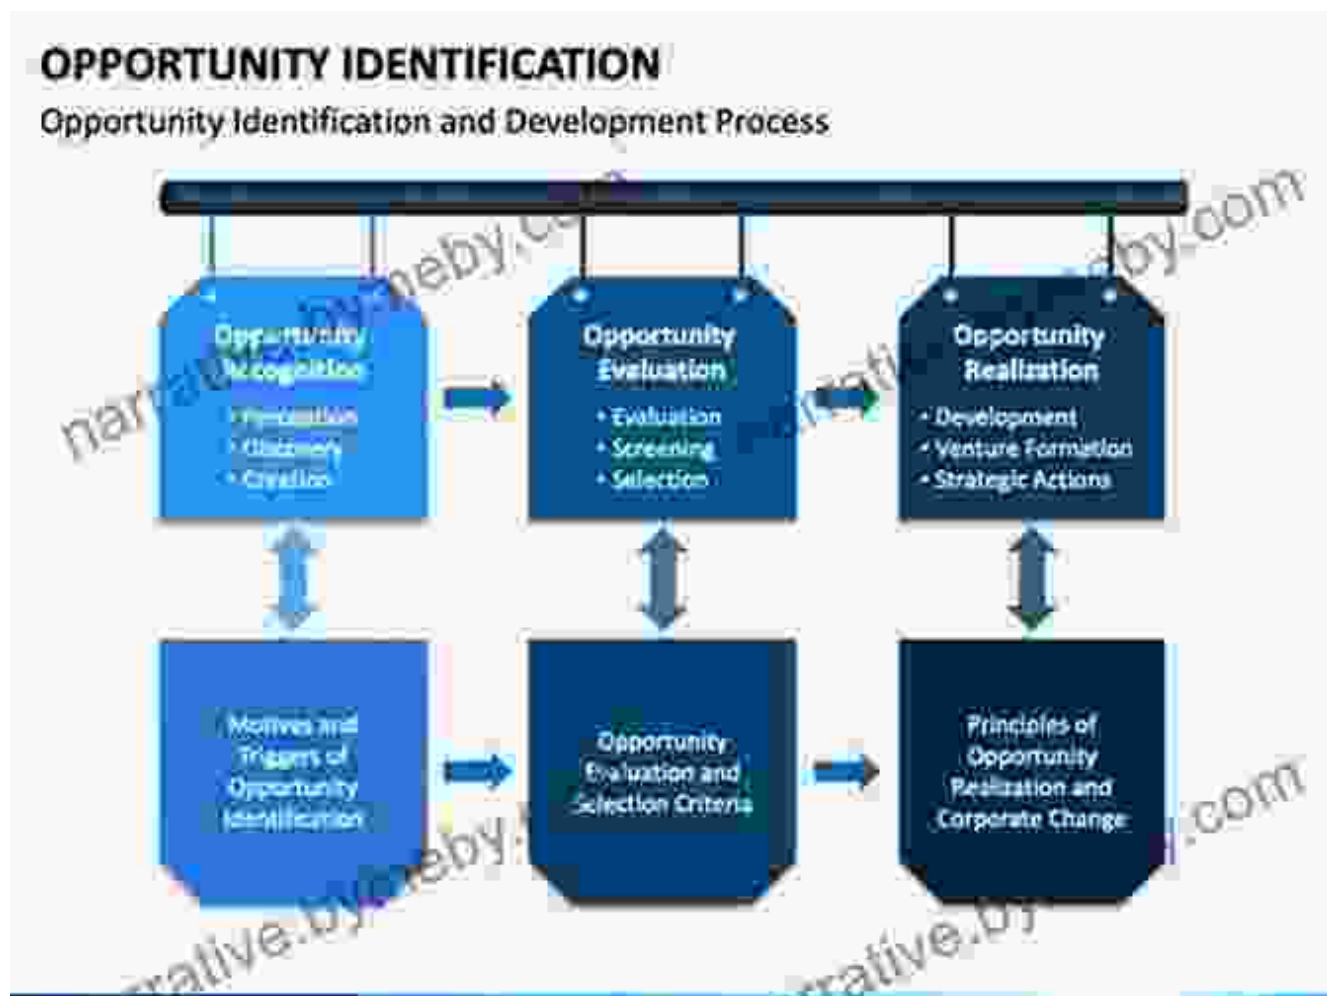 OPPORTUNITY IDENTIFICATION
Opportunity Identification and Development Process
Opportunity
Recognition
• Perception
• Discovery
• Creation
Opportunity
Evaluation
• Evaluation
• Screening
• Selection
Opportunity
Realization
• Development
• Venture Formation
• Strategic Actions
Motives and
Triggers of
Opportunity
Identification
Opportunity
Evaluation and
Selection Criteria
Principles of
Opportunity
Realization and
Corporate Change